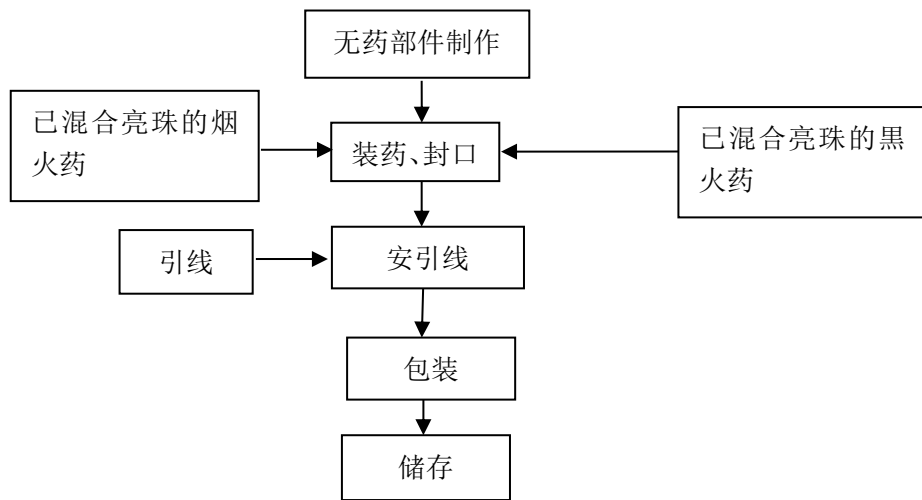 无药部件制作
已混合亮珠的烟
火药
装药、封口
已混合亮珠的黑
火药
引线
安引线
包装
储存